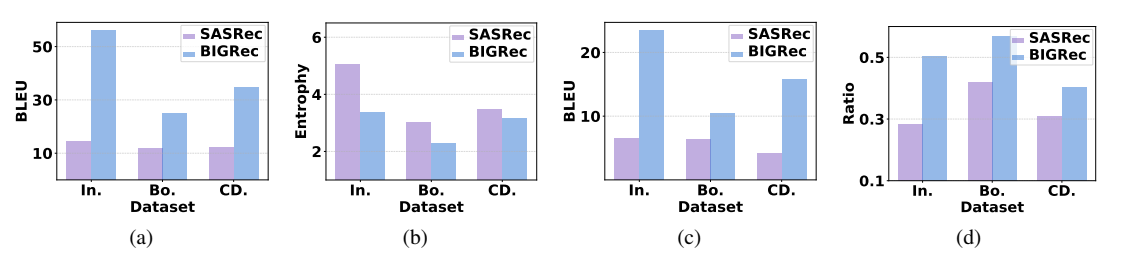 50
30
10
BLEU
SASRec
BIGRec
In. Bo. CD.
Dataset
(a)
6
4
2
Entrophy
SASRec
BIGRec
In. Bo. CD.
Dataset
(b)
20
10
BLEU
SASRec
BIGRec
In. Bo. CD.
Dataset
(c)
0.5
0.3
0.1
Ratio
SASRec
BIGRec
In. Bo. CD.
Dataset
(d)